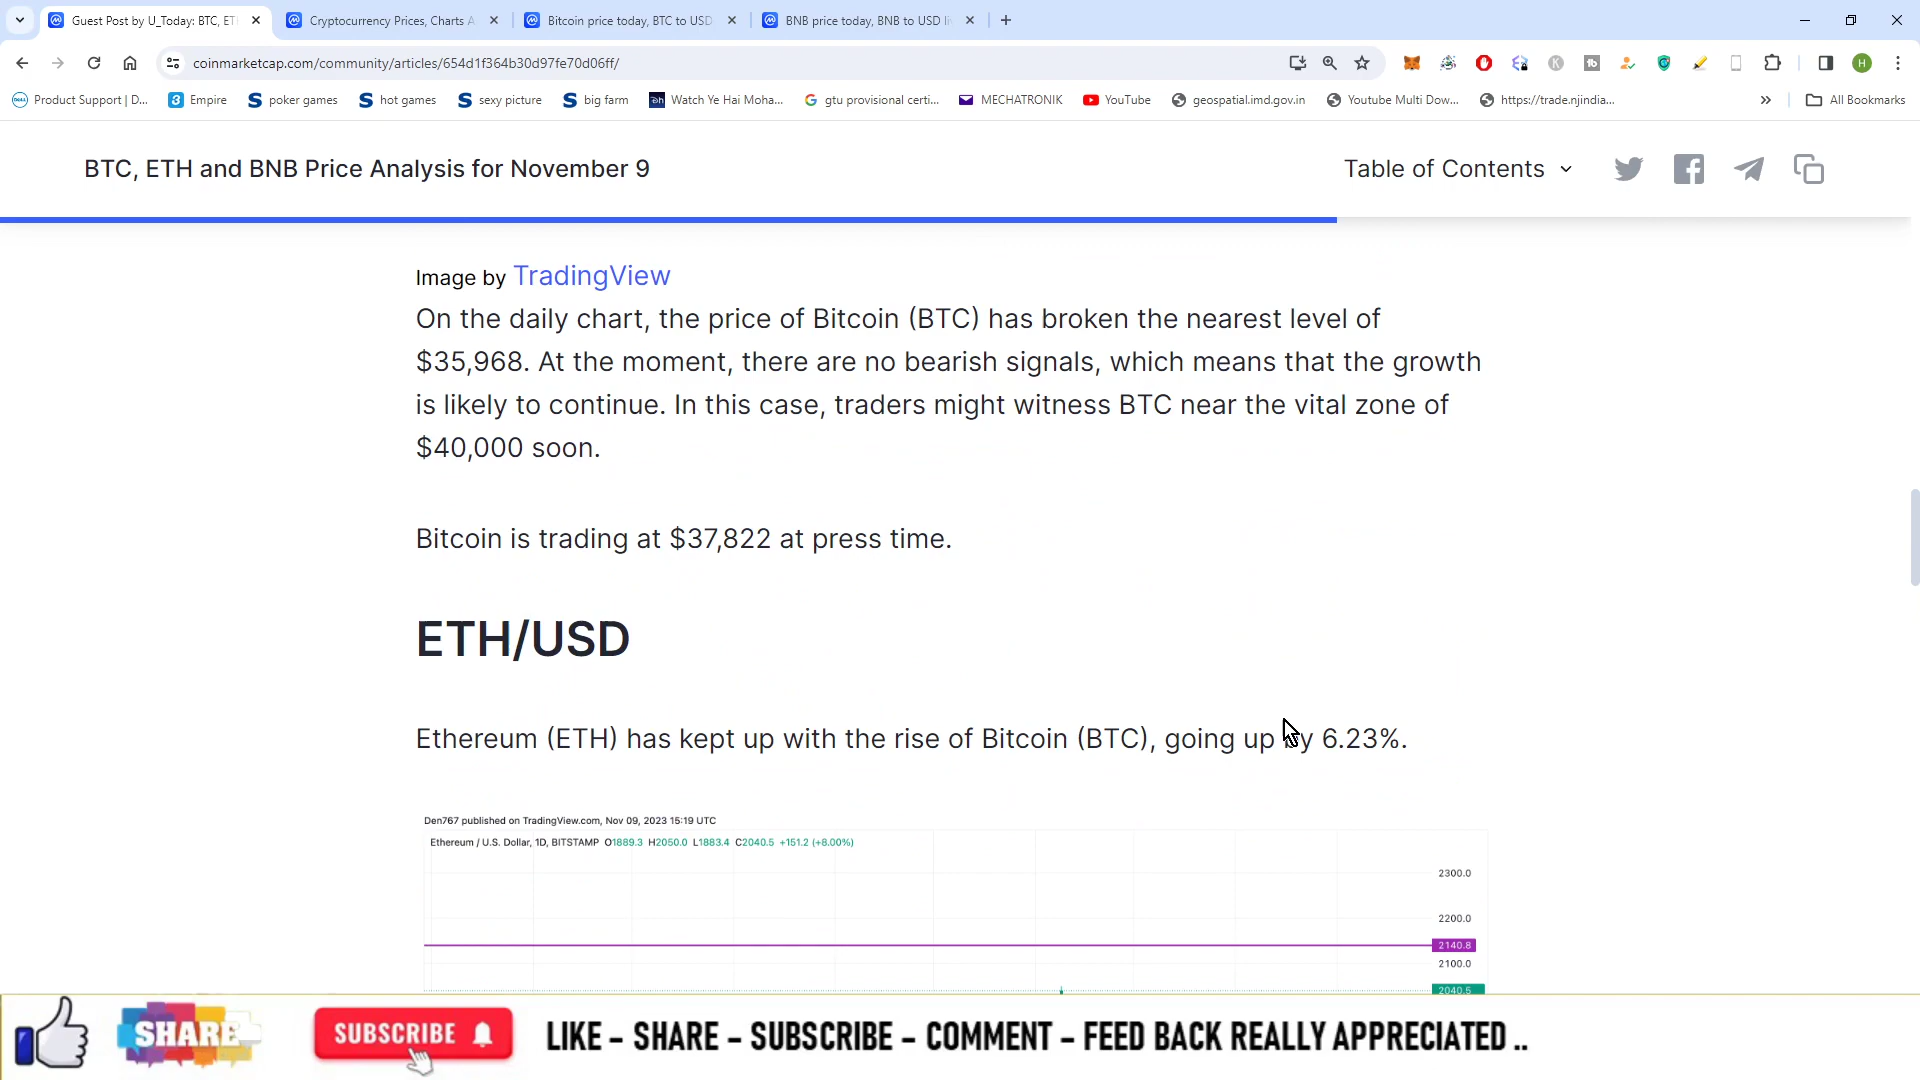 Guest Post by U_Today: BTC, ET
Cryptocurrency Prices, Charts A
Bitcoin price today, BTC to USD
BNB price today, BNB to USD li
coinmarketcap.com/community/articles/654d1f364b30d97fe70d06ff/
Product Support | D...
Empire
poker games
hot games
sexy picture
big farm
Watch Ye Hai Moha...
gtu provisional certi...
MECHATRONIK
YouTube
geospatial.imd.gov.in
Youtube Multi Dow...
https://trade.njindia...
All Bookmarks
BTC, ETH and BNB Price Analysis for November 9
Table of Contents
Image by TradingView
On the daily chart, the price of Bitcoin (BTC) has broken the nearest level of
$35,968. At the moment, there are no bearish signals, which means that the growth
is likely to continue. In this case, traders might witness BTC near the vital zone of
$40,000 soon.
Bitcoin is trading at $37,822 at press time.
ETH/USD
Ethereum (ETH) has kept up with the rise of Bitcoin (BTC), going up by 6.23%.
Den767 published on TradingView.com, Nov 09, 2023 15:19 UTC
Ethereum / U.S. Dollar, 1D, BITSTAMP O1889.3 H2050.0 L1883.4 C2040.5 +151.2 (+8.00%)
2300.0
2200.0
2140.8
2100.0
2040.5
SHARE
SUBSCRIBE
LIKE - SHARE - SUBSCRIBE - COMMENT - FEED BACK REALLY APPRECIATED ..